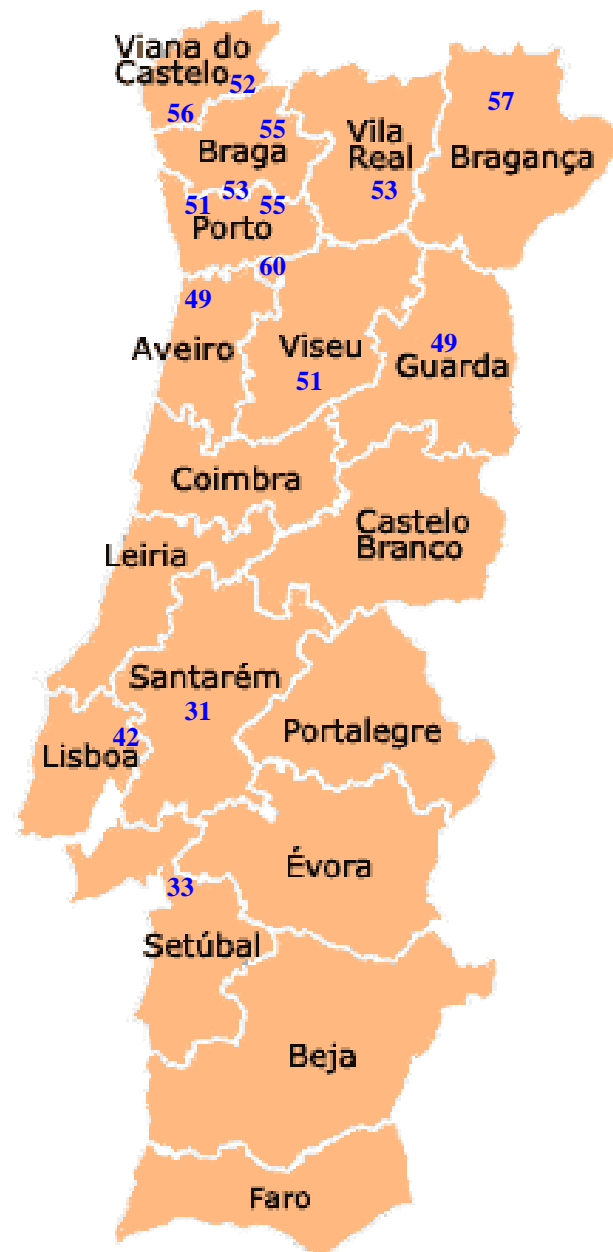 Viana do
Castelo
52
56
57
55
Braga
Vila
Real
Bragança
53
53
51
55
Porto
60
49
Aveiro
Viseu
49
Guarda
51
Coimbra
Castelo
Branco
Leiria
Santarém
31
Portalegre
42
Lisboa
Évora
33
Setúbal
Beja
Faro